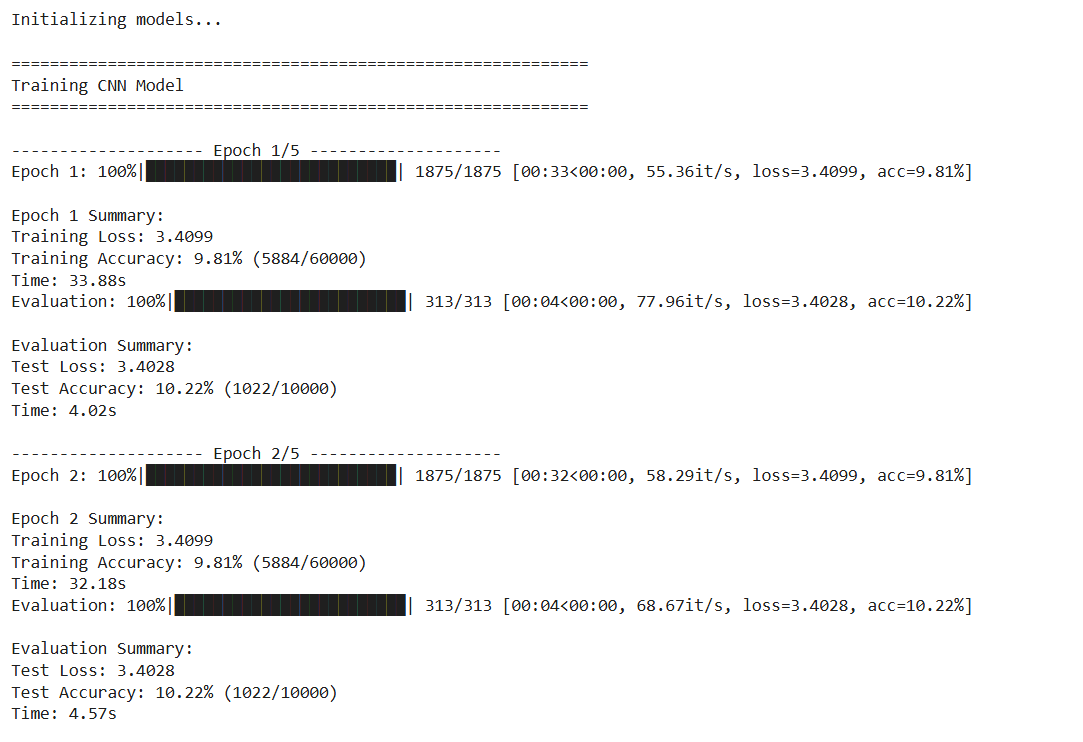 Initializing models...
============================================================
Training CNN Model
============================================================
-------------------- Epoch 1/5 --------------------
Epoch 1: 100%|██████████████████████████| 1875/1875 [00:33<00:00, 55.36it/s, loss=3.4099, acc=9.81%]
Epoch 1 Summary:
Training Loss: 3.4099
Training Accuracy: 9.81% (5884/60000)
Time: 33.88s
Evaluation: 100%|████████████████████████| 313/313 [00:04<00:00, 77.96it/s, loss=3.4028, acc=10.22%]
Evaluation Summary:
Test Loss: 3.4028
Test Accuracy: 10.22% (1022/10000)
Time: 4.02s
-------------------- Epoch 2/5 --------------------
Epoch 2: 100%|██████████████████████████| 1875/1875 [00:32<00:00, 58.29it/s, loss=3.4099, acc=9.81%]
Epoch 2 Summary:
Training Loss: 3.4099
Training Accuracy: 9.81% (5884/60000)
Time: 32.18s
Evaluation: 100%|████████████████████████| 313/313 [00:04<00:00, 68.67it/s, loss=3.4028, acc=10.22%]
Evaluation Summary:
Test Loss: 3.4028
Test Accuracy: 10.22% (1022/10000)
Time: 4.57s